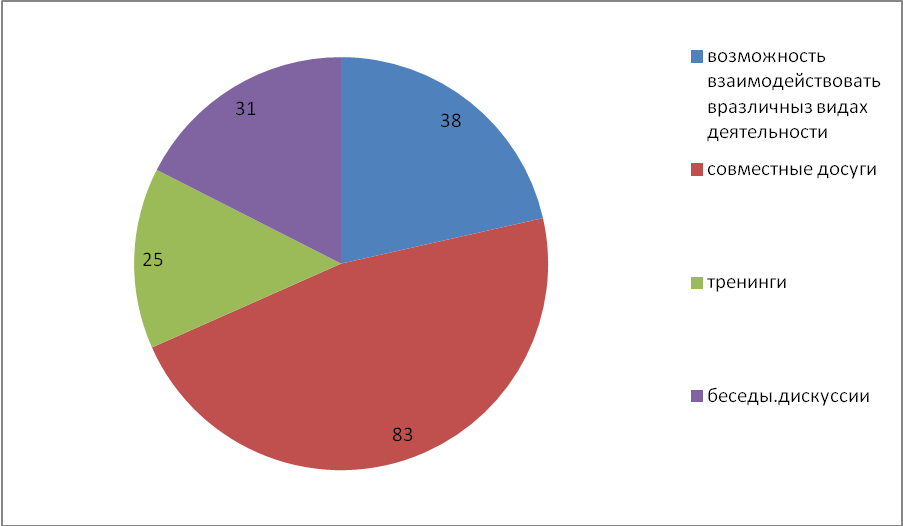 31
38
25
83
возможность
взаимодействовать
вразличныз видах
деятельности
совместные досуги
тренинги
беседы.дискуссии